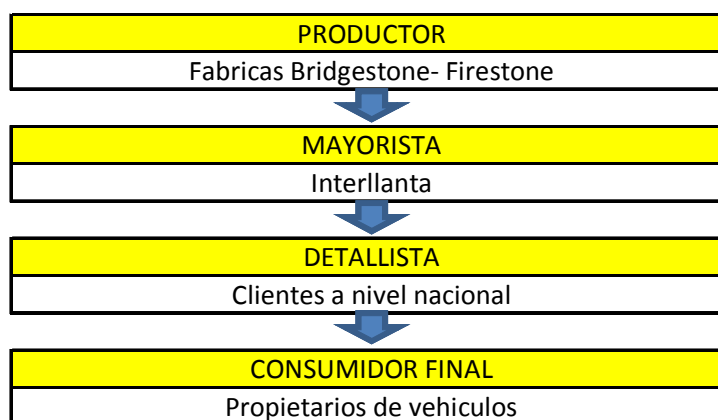 PRODUCTOR
Fabricas Bridgestone- Firestone
MAYORISTA
Interllanta
DETALLISTA
Clientes a nivel nacional
CONSUMIDOR FINAL
Propietarios de vehiculos